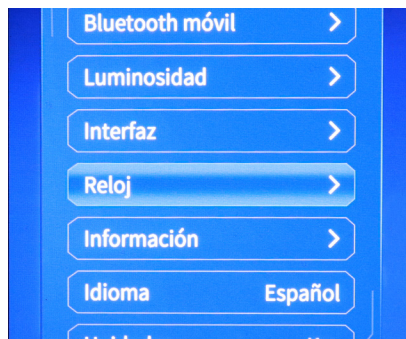 Bluetooth móvil
Luminosidad
Interfaz
Reloj
Información
Idioma Español